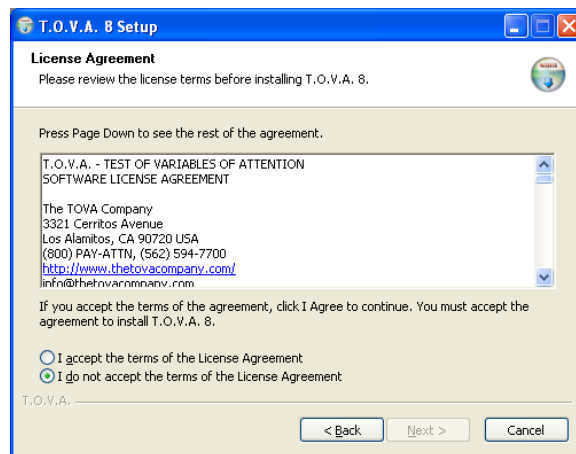 T.O.V.A. 8 Setup
License Agreement
Please review the license terms before installing T.O.V.A. 8.
Press Page Down to see the rest of the agreement.
T.O.V.A. - TEST OF VARIABLES OF ATTENTION
SOFTWARE LICENSE AGREEMENT
The TOVA Company
3321 Cerritos Avenue
Los Alamitos, CA 90720 USA
(800) PAY-ATTN, (562) 594-7700
http://www.thetovacompany.com/
info@thetovacompany.com
If you accept the terms of the agreement, click I Agree to continue. You must accept the
agreement to install T.O.V.A. 8.
I accept the terms of the License Agreement
I do not accept the terms of the License Agreement
T.O.V.A.
< Back
Next >
Cancel